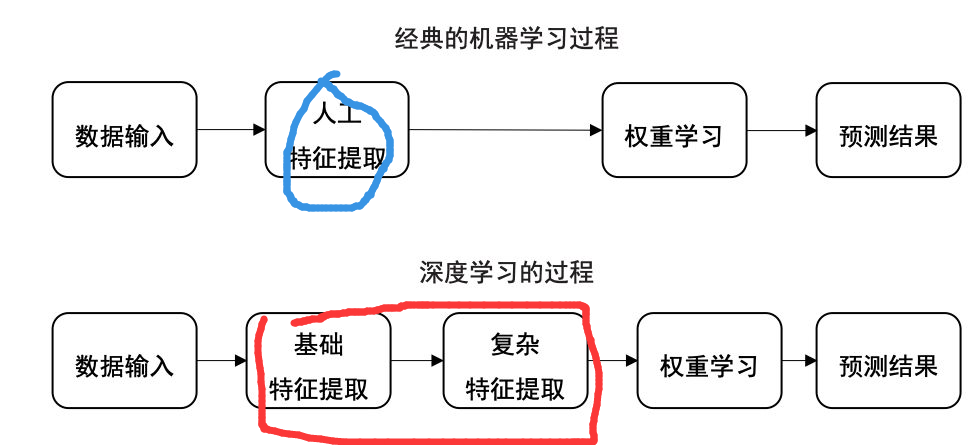 经典的机器学习过程
数据输入
人工
特征提取
权重学习
预测结果
深度学习的过程
数据输入
基础
特征提取
复杂
特征提取
权重学习
预测结果